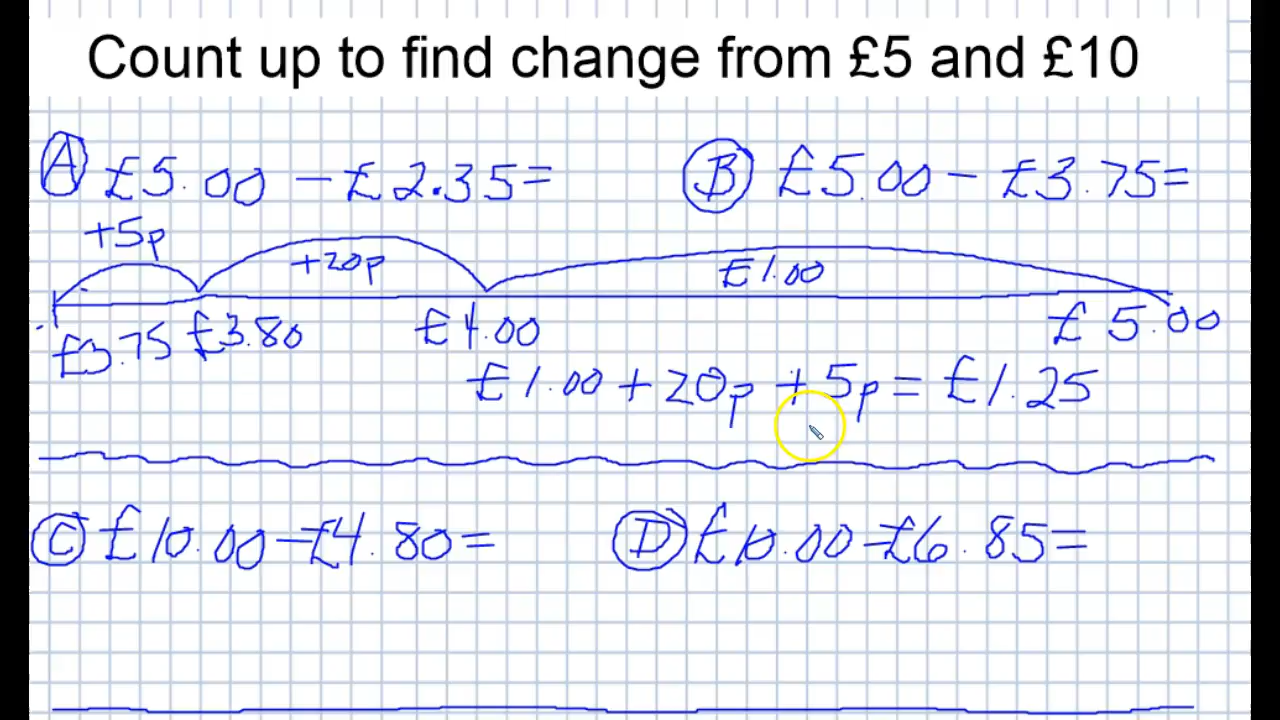 Count up to find change from £5 and £10
A £5.00 - £2.35=
B £5.00 - £3.75=
+5p
+20p
£1.00
£3.75 £3.80 £4.00 £5.00
£1.00 + 20p + 5p = £1.25
C £10.00 - £4.80=
D £10.00 - £6.85=